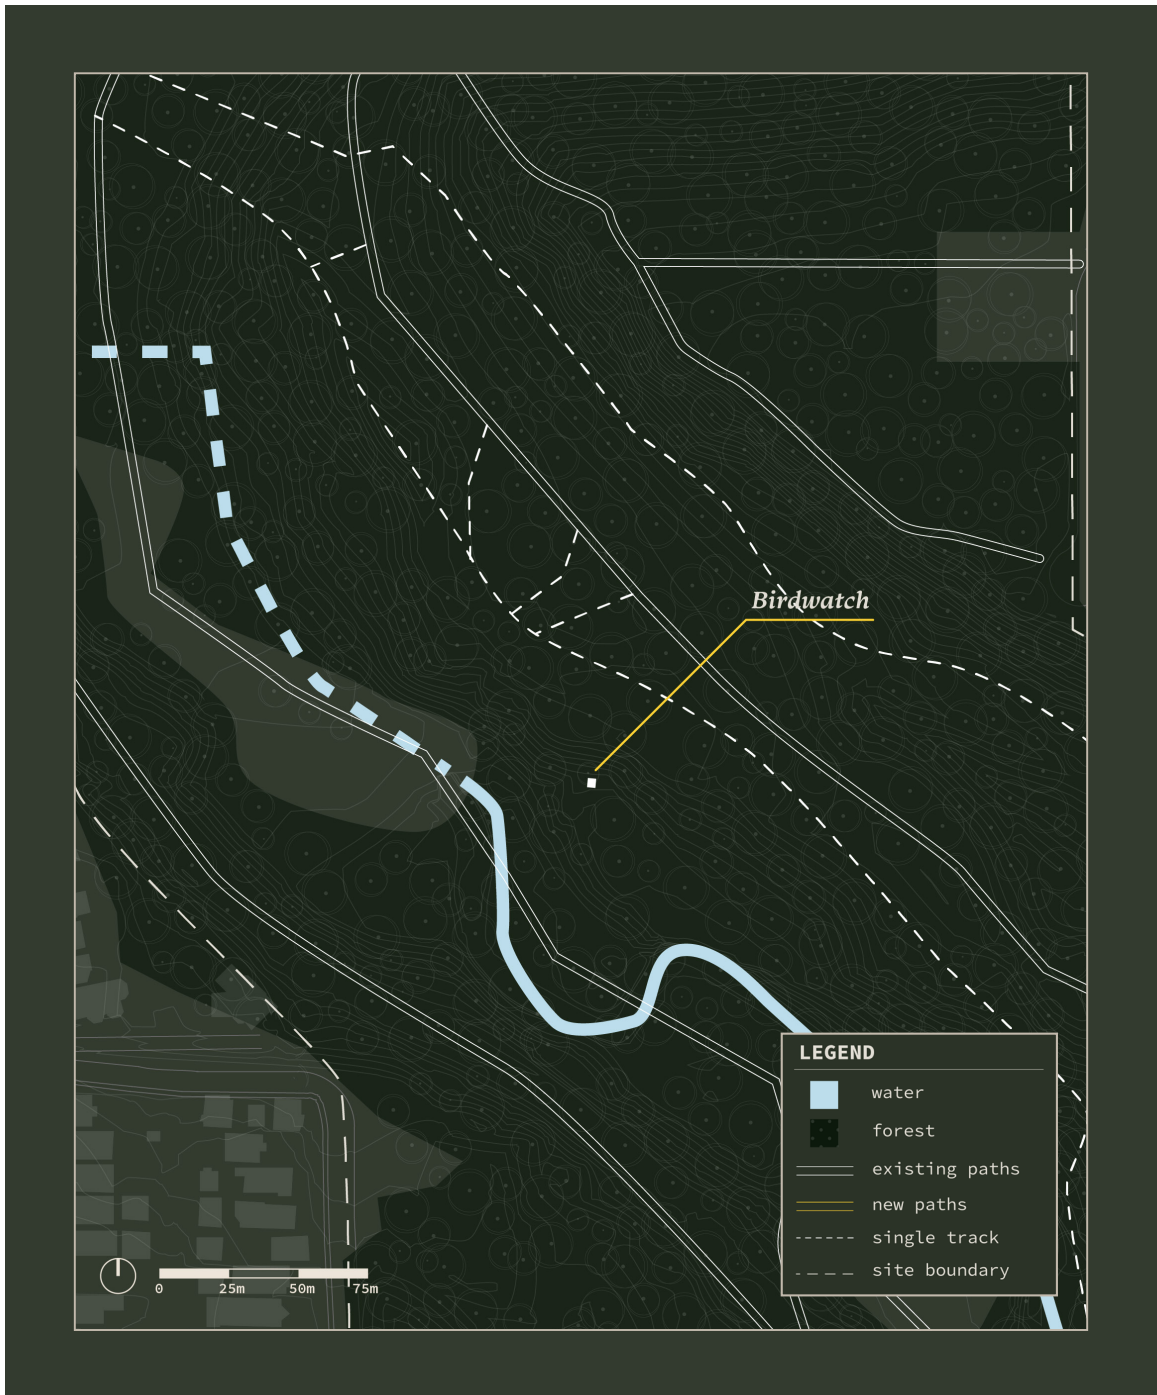 Birdwatch
LEGEND
water
forest
existing paths
new paths
single track
site boundary
0 25m 50m 75m